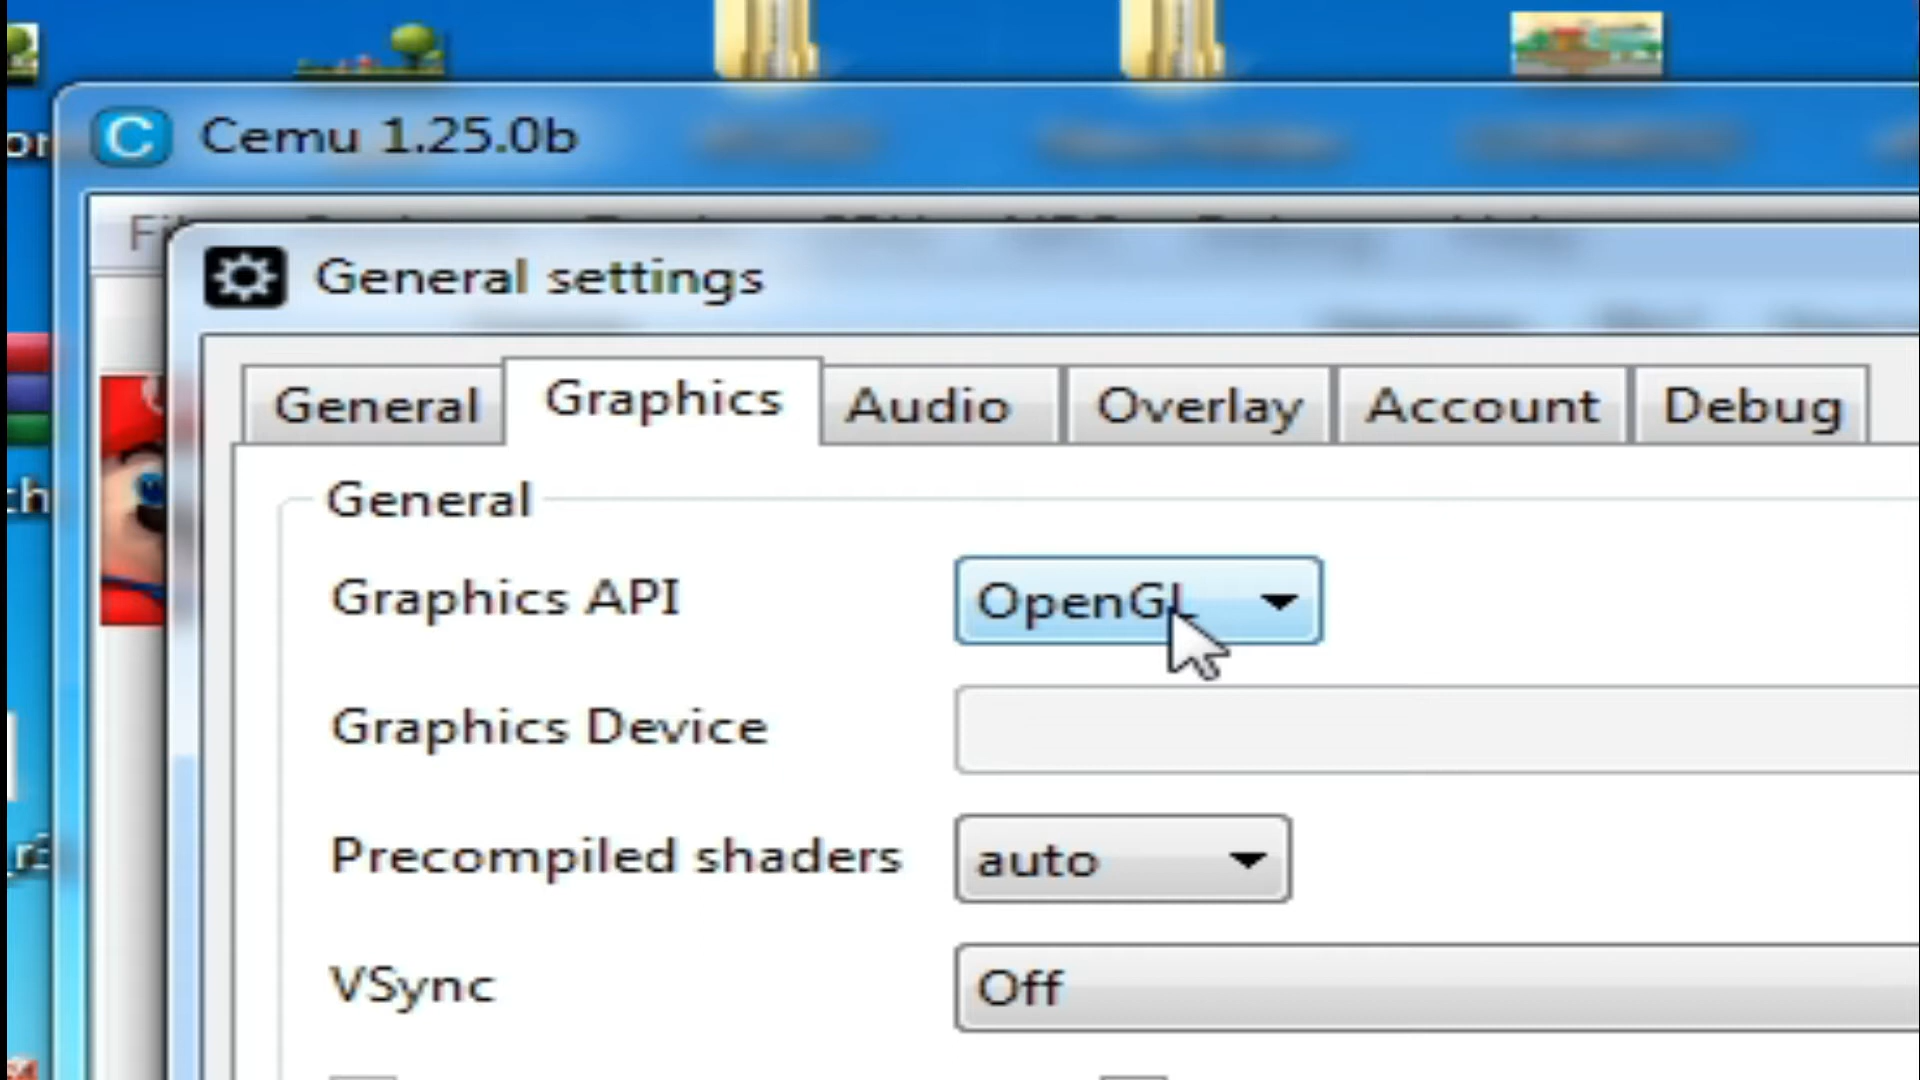 Cemu 1.25.0b
General settings
General Graphics Audio Overlay Account Debug
General
Graphics API OpenGL
Graphics Device
Precompiled shaders auto
VSync Off